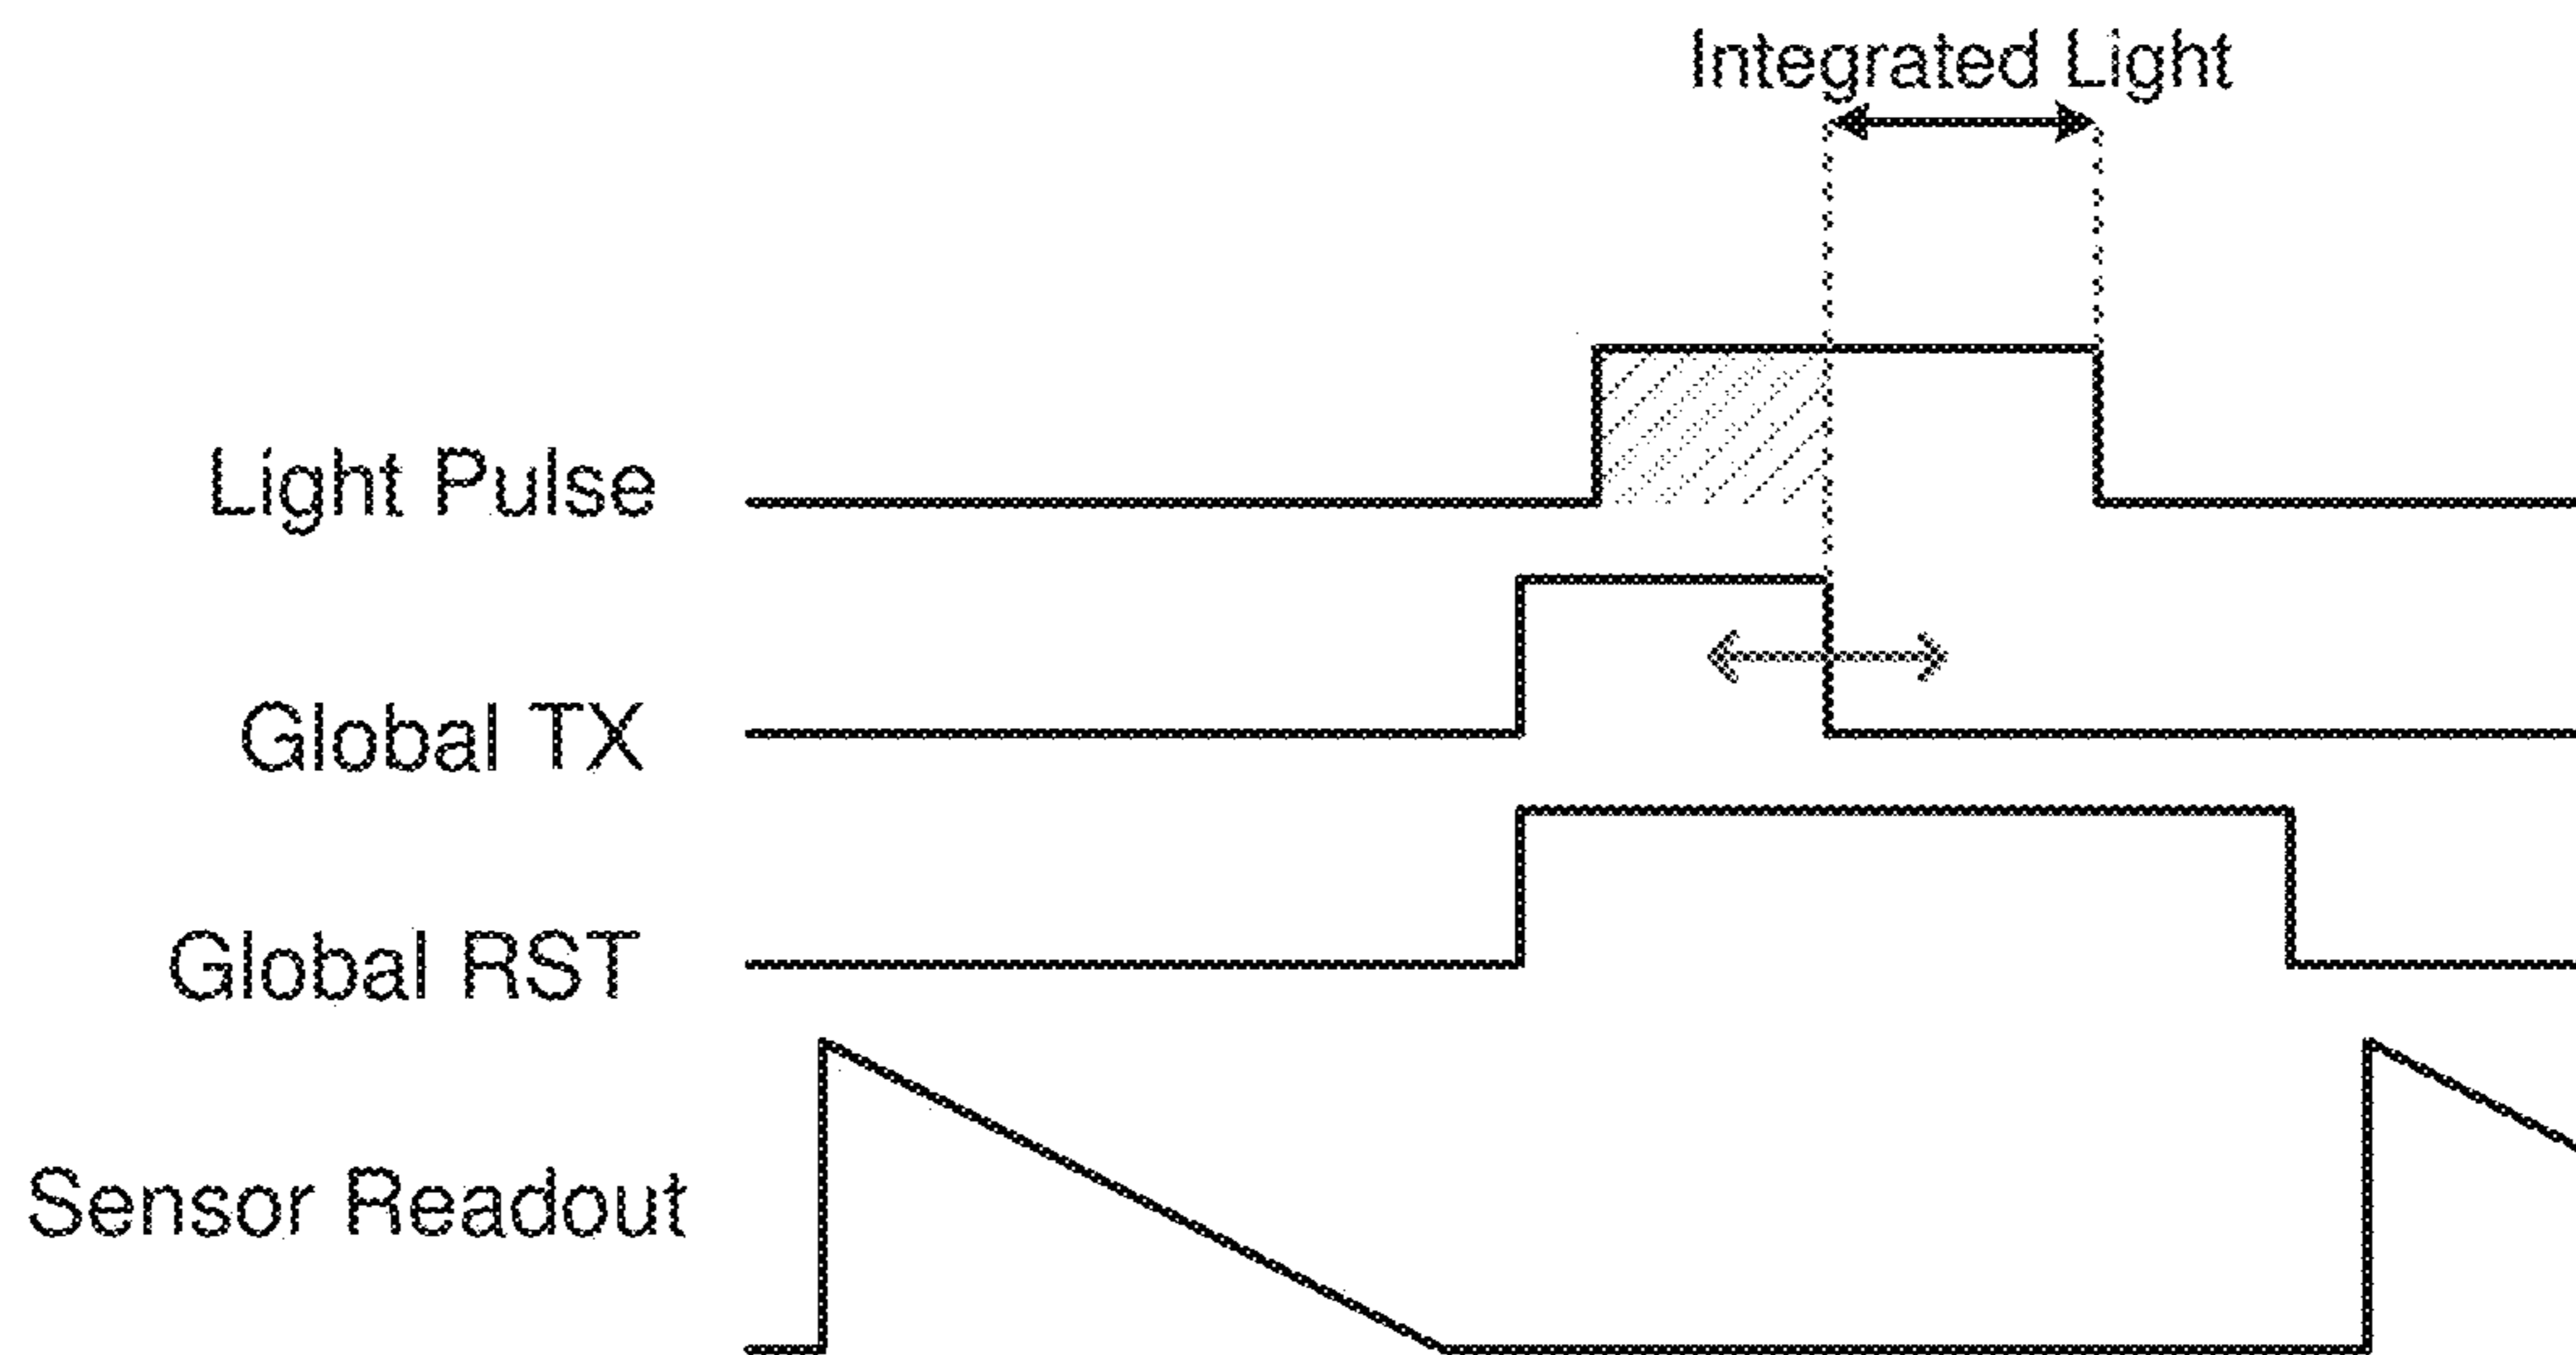 Integrated Light
Light Pulse
Global TX
Global RST
Sensor Readout